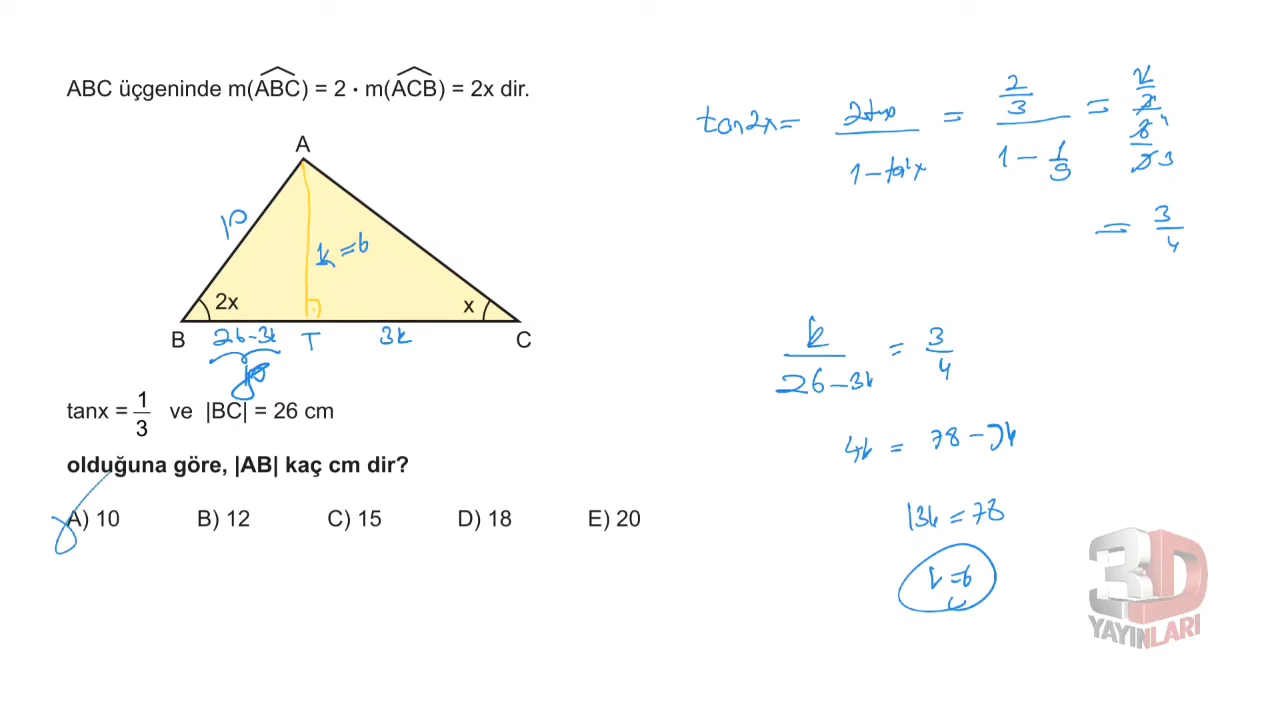 ABC üçgeninde m(ABC) = 2 · m(ACB) = 2x dir.
A
10
k = 6
2x
x
B
26-3k
T
3k
C
8
tanx = 1/3 ve |BC| = 26 cm
olduğuna göre, |AB| kaç cm dir?
A) 10 B) 12 C) 15 D) 18 E) 20
tan2x = 2tanx / 1-tan²x = 2/3 / 1 - 1/9 =
= 3/4
k / 26-3k = 3/4
4k = 78-9k
13k = 78
k=6
3D
YAYINLARI